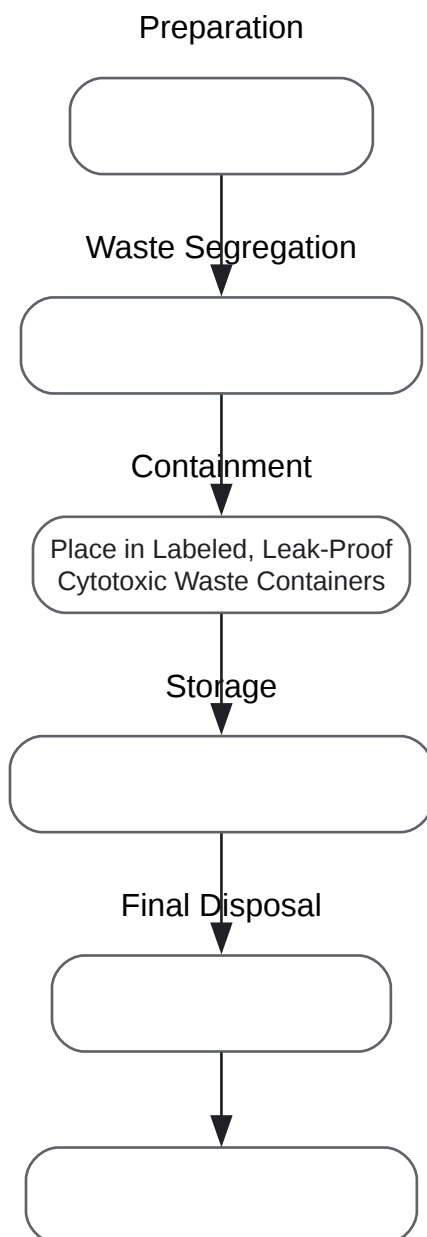 Preparation
Waste Segregation
Containment
Place in Labeled, Leak-Proof
Cytotoxic Waste Containers
Storage
Final Disposal